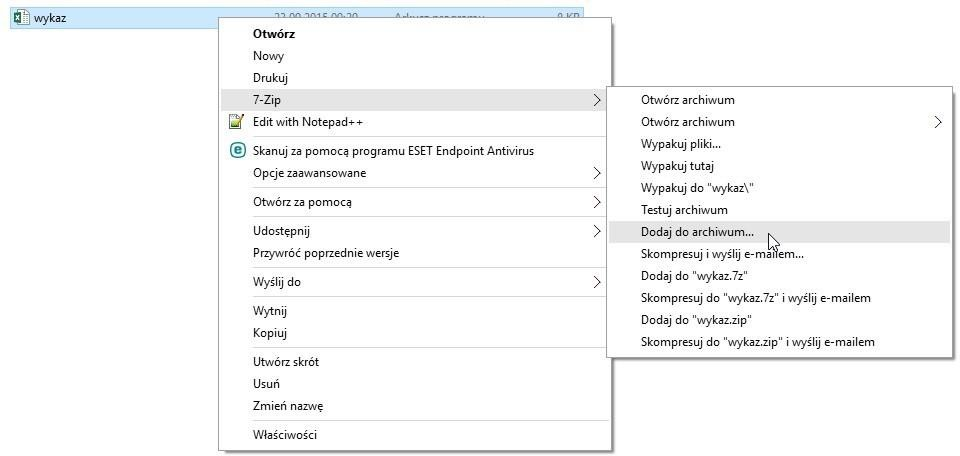 wykaz
Otwórz
Nowy
Drukuj
7-Zip
Edit with Notepad++
Skanuj za pomocą programu ESET Endpoint Antivirus
Opcje zaawansowane
Otwórz za pomocą
Udostępnij
Przywróć poprzednie wersje
Wyślij do
Wytnij
Kopiuj
Utwórz skrót
Usuń
Zmień nazwę
Właściwości
Otwórz archiwum
Otwórz archiwum
Wypakuj pliki...
Wypakuj tutaj
Wypakuj do "wykaz\"
Testuj archiwum
Dodaj do archiwum...
Skompresuj i wyślij e-mailem...
Dodaj do "wykaz.7z"
Skompresuj do "wykaz.7z" i wyślij e-mailem
Dodaj do "wykaz.zip"
Skompresuj do "wykaz.zip" i wyślij e-mailem